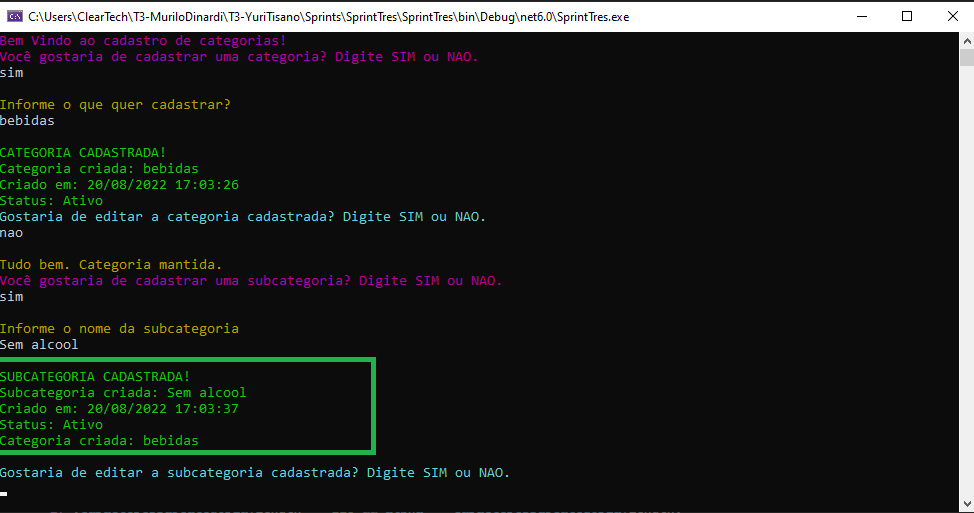 C:\Users\ClearTech\T3-MuriloDinardi\T3-YuriTisano\Sprints\SprintTres\SprintTres\bin\Debug\net6.0\SprintTres.exe
Bem Vindo ao cadastro de categorias!
Você gostaria de cadastrar uma categoria? Digite SIM ou NAO.
sim
Informe o que quer cadastrar?
bebidas
CATEGORIA CADASTRADA!
Categoria criada: bebidas
Criado em: 20/08/2022 17:03:26
Status: Ativo
Gostaria de editar a categoria cadastrada? Digite SIM ou NAO.
nao
Tudo bem. Categoria mantida.
Você gostaria de cadastrar uma subcategoria? Digite SIM ou NAO.
sim
Informe o nome da subcategoria
Sem alcool
SUBCATEGORIA CADASTRADA!
Subcategoria criada: Sem alcool
Criado em: 20/08/2022 17:03:37
Status: Ativo
Categoria criada: bebidas
Gostaria de editar a subcategoria cadastrada? Digite SIM ou NAO.